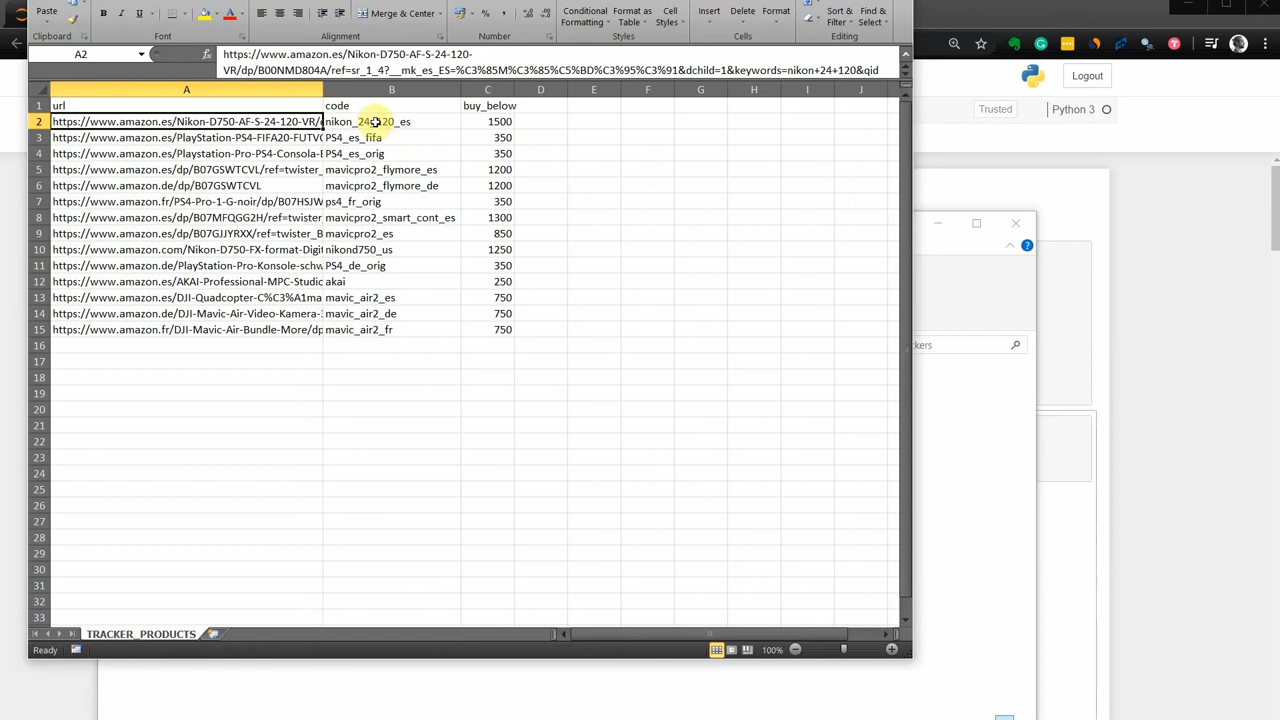 Paste
B
I
U
A
Merge & Center
$
%
,
Conditional Formatting
Format as Table
Cell Styles
Insert
Delete
Format
Sort & Filter
Find & Select
Clipboard
Font
Alignment
Number
Styles
Cells
Editing
A2
fx
https://www.amazon.es/Nikon-D750-AF-S-24-120-
VR/dp/B00NMD804A/ref=sr_1_4?__mk_es_ES=%C3%85M%C3%85%C5%BD%C3%95%C3%91&dchild=1&keywords=nikon+24+120&qid
A B C D E F G H I J
1 url code buy_below
2 https://www.amazon.es/Nikon-D750-AF-S-24-120-VR/ nikon_24_120_es 1500
3 https://www.amazon.es/PlayStation-PS4-FIFA20-FUTVC PS4_es_fifa 350
4 https://www.amazon.es/Playstation-Pro-PS4-Consola- PS4_es_orig 350
5 https://www.amazon.es/dp/B07GSWTCVL/ref=twister_ mavicpro2_flymore_es 1200
6 https://www.amazon.de/dp/B07GSWTCVL mavicpro2_flymore_de 1200
7 https://www.amazon.fr/PS4-Pro-1-G-noir/dp/B07HSJW ps4_fr_orig 350
8 https://www.amazon.es/dp/B07MFQGG2H/ref=twister mavicpro2_smart_cont_es 1300
9 https://www.amazon.es/dp/B07GJJYRXX/ref=twister_B mavicpro2_es 850
10 https://www.amazon.com/Nikon-D750-FX-format-Digit nikond750_us 1250
11 https://www.amazon.de/PlayStation-Pro-Konsole-schw PS4_de_orig 350
12 https://www.amazon.es/AKAI-Professional-MPC-Studio akai 250
13 https://www.amazon.es/DJI-Quadcopter-C%C3%A1ma mavic_air2_es 750
14 https://www.amazon.de/DJI-Mavic-Air-Video-Kamera- mavic_air2_de 750
15 https://www.amazon.fr/DJI-Mavic-Air-Bundle-More/dp mavic_air2_fr 750
16
17
18
19
20
21
22
23
24
25
26
27
28
29
30
31
32
33
TRACKER_PRODUCTS
Ready
100%
Logout
Trusted
Python 3
ckers